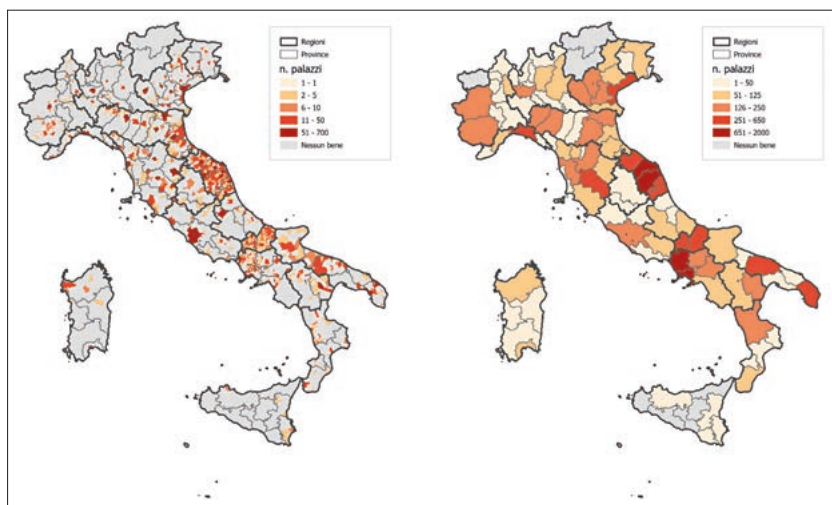 Regioni
Province
n. palazzi
1 - 1
2 - 5
6 - 10
11 - 50
51 - 700
Nessun bene
Regioni
Province
n. palazzi
1 - 50
51 - 125
126 - 250
251 - 650
651 - 2000
Nessun bene